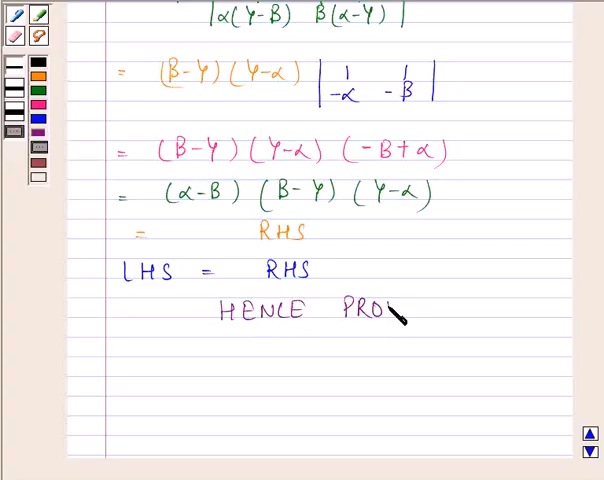 |α(γ-β) β(α-γ)|
= (β-γ) (γ-α) | 1 1 |
| -α -β |
= (β-γ) (γ-α) (-β+α)
= (α-β) (β-γ) (γ-α)
= RHS
LHS = RHS
HENCE PRO